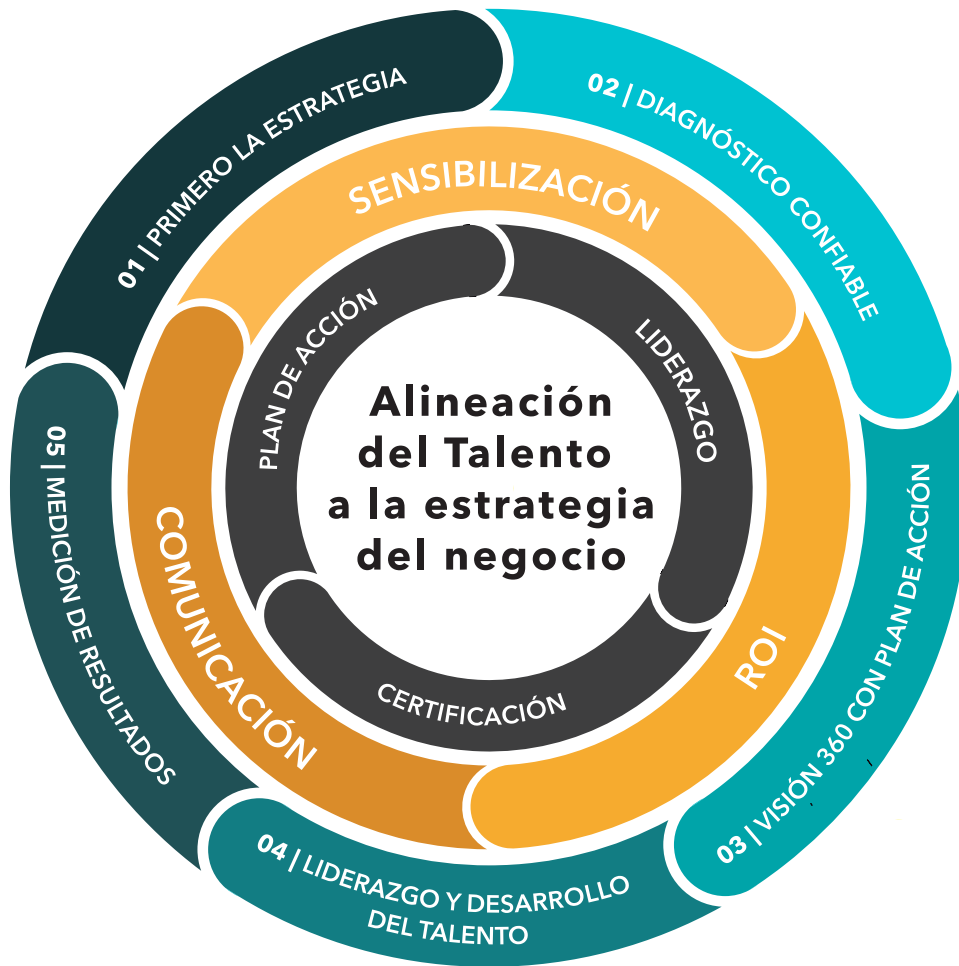 01 | PRIMERO LA ESTRATEGIA
02 | DIAGNÓSTICO CONFIABLE
03 | VISIÓN 360 CON PLAN DE ACCIÓN
04 | LIDERAZGO Y DESARROLLO
DEL TALENTO
05 | MEDICIÓN DE RESULTADOS
SENSIBILIZACIÓN
ROI
COMUNICACIÓN
PLAN DE ACCIÓN
LIDERAZGO
CERTIFICACIÓN
Alineación
del Talento
a la estrategia
del negocio